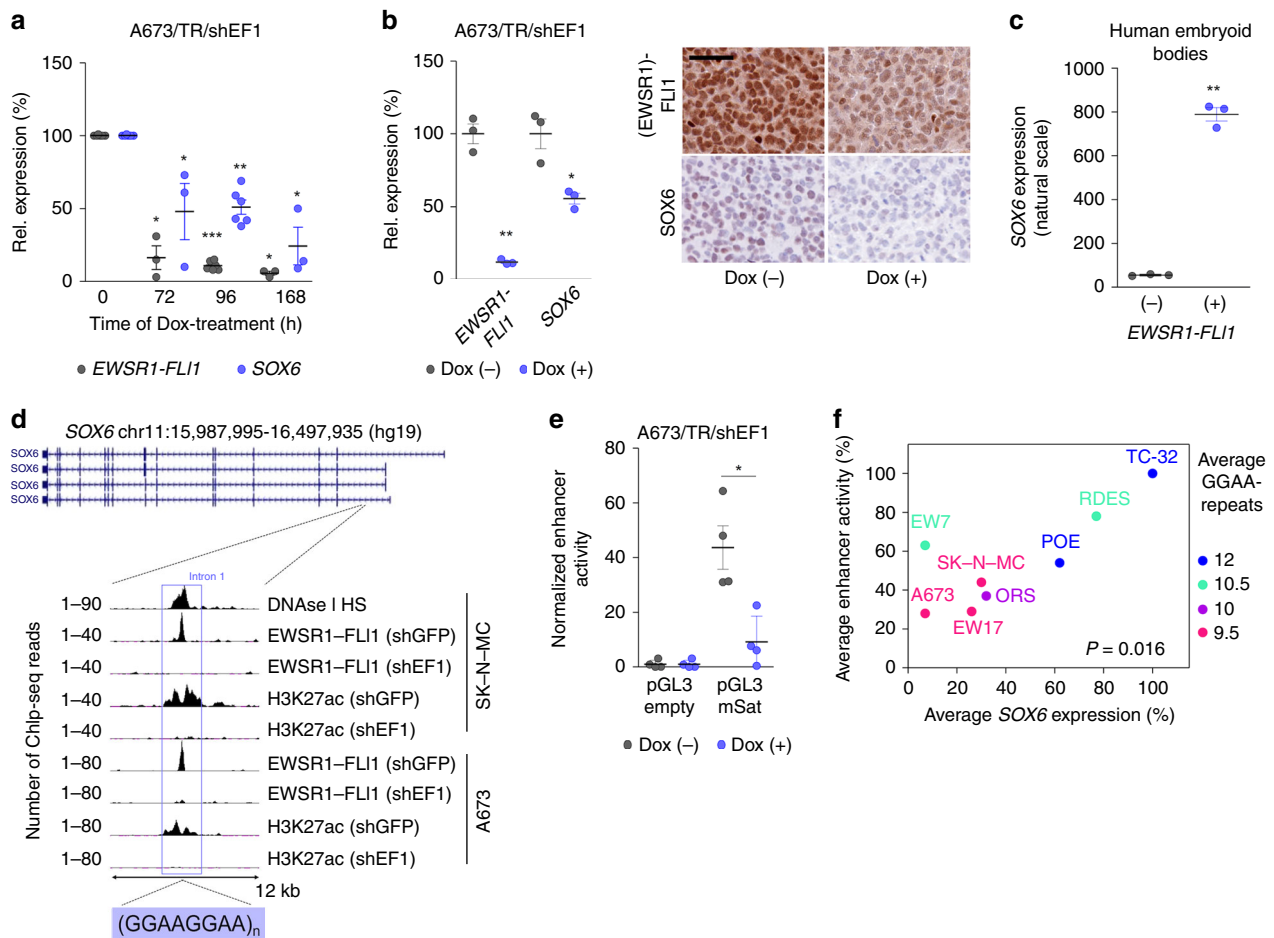 a
A673/TR/shEF1
Rel. expression (%)
150
100
50
0
*
*
***
**
*
*
0 72 96 168
Time of Dox-treatment (h)
EWSR1-FLI1 SOX6
b
A673/TR/shEF1
Rel. expression (%)
150
100
50
0
**
*
EWSR1-
FLI1
SOX6
Dox (–) Dox (+)
(EWSR1)-
FLI1
SOX6
Dox (–) Dox (+)
c
Human embryoid
bodies
SOX6 expression
(natural scale)
1000
800
600
400
200
0
**
(–) (+)
EWSR1-FLI1
d
SOX6 chr11:15,987,995-16,497,935 (hg19)
SOX6
SOX6
SOX6
SOX6
Intron 1
Number of ChIp-seq reads
1–90 DNAse I HS
1–40 EWSR1–FLI1 (shGFP)
1–40 EWSR1–FLI1 (shEF1)
1–40 H3K27ac (shGFP)
1–40 H3K27ac (shEF1)
1–80 EWSR1–FLI1 (shGFP)
1–80 EWSR1–FLI1 (shEF1)
1–80 H3K27ac (shGFP)
1–80 H3K27ac (shEF1)
SK–N–MC
A673
12 kb
(GGAAGGAA)n
e
A673/TR/shEF1
Normalized enhancer
activity
80
60
40
20
0
*
pGL3
empty
pGL3
mSat
Dox (–) Dox (+)
f
Average enhancer activity (%)
100
80
60
40
20
0
TC-32
RDES
EW7
POE
SK–N–MC
A673
ORS
EW17
P = 0.016
0 20 40 60 80 100
Average SOX6 expression (%)
Average
GGAA-
repeats
12
10.5
10
9.5